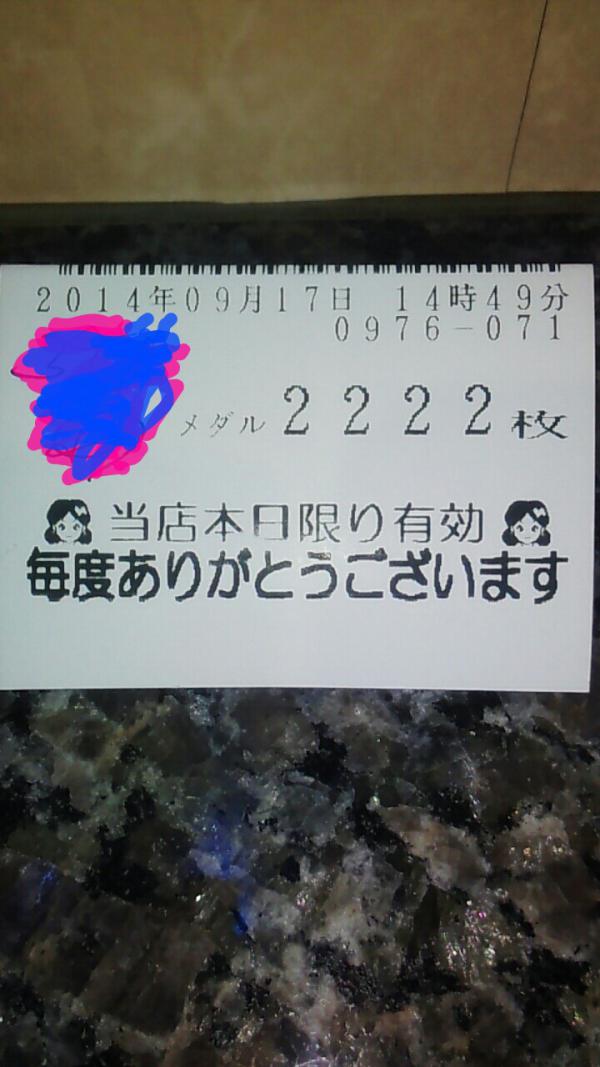 2014年09月17日 14時49分
0976-071
メダル 2222枚
当店本日限り有効
毎度ありがとうございます